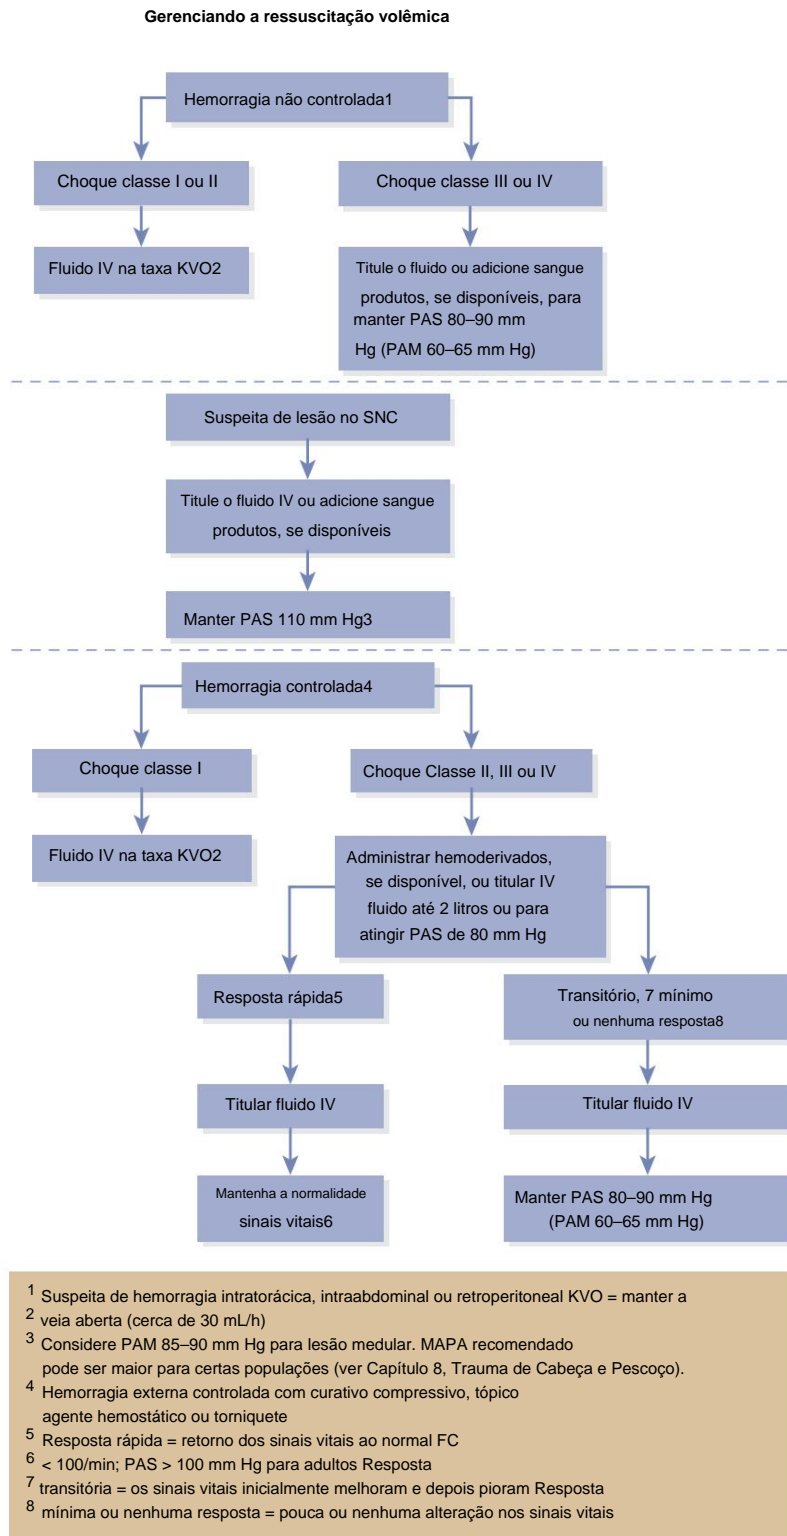 Gerenciando a ressuscitação volêmica
Hemorragia não controlada1
Choque classe I ou II
Choque classe III ou IV
Fluido IV na taxa KVO2
Titule o fluido ou adicione sangue
produtos, se disponíveis, para
manter PAS 80–90 mm
Hg (PAM 60–65 mm Hg)
Suspeita de lesão no SNC
Titule o fluido IV ou adicione sangue
produtos, se disponíveis
Manter PAS 110 mm Hg3
Hemorragia controlada4
Choque classe I
Choque Classe II, III ou IV
Fluido IV na taxa KVO2
Administrar hemoderivados,
se disponível, ou titular IV
fluido até 2 litros ou para
atingir PAS de 80 mm Hg
Resposta rápida5
Transitório, 7 mínimo
ou nenhuma resposta8
Titular fluido IV
Titular fluido IV
Mantenha a normalidade
sinais vitais6
Manter PAS 80–90 mm Hg
(PAM 60–65 mm Hg)
1 Suspeita de hemorragia intratorácica, intraabdominal ou retroperitoneal KVO = manter a
2 veia aberta (cerca de 30 mL/h)
3 Considere PAM 85–90 mm Hg para lesão medular. MAPA recomendado
pode ser maior para certas populações (ver Capítulo 8, Trauma de Cabeça e Pescoço).
4 Hemorragia externa controlada com curativo compressivo, tópico
agente hemostático ou torniquete
5 Resposta rápida = retorno dos sinais vitais ao normal FC
6 < 100/min; PAS > 100 mm Hg para adultos Resposta
7 transitória = os sinais vitais inicialmente melhoram e depois pioram Resposta
8 mínima ou nenhuma resposta = pouca ou nenhuma alteração nos sinais vitais